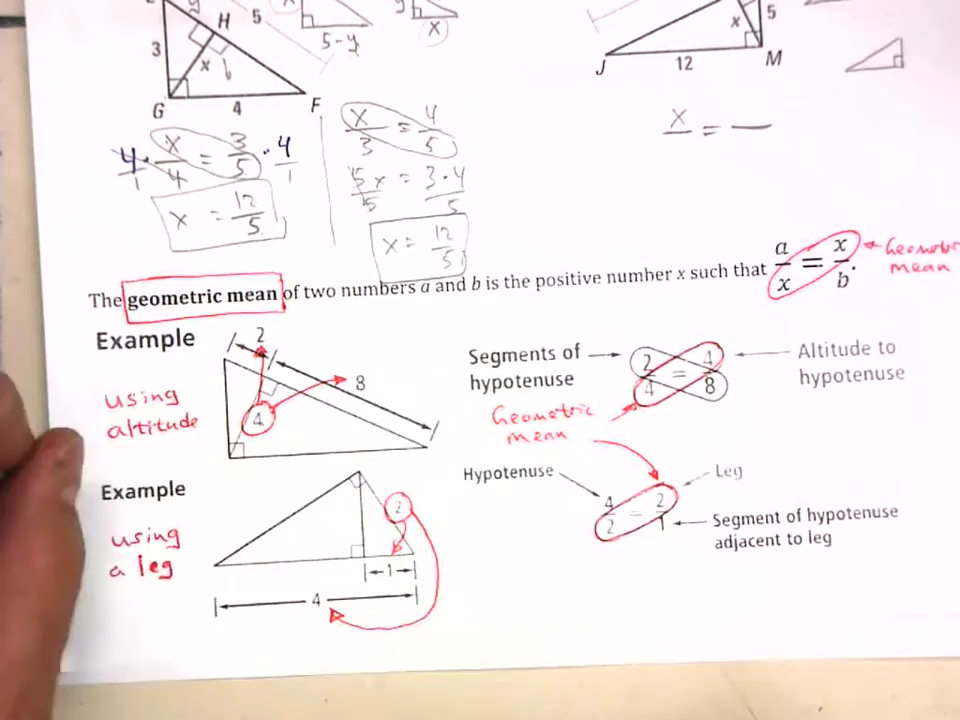 H 5
5-y
x
3
x
G 4 F
x 5
J 12 M
4/1 · x/4 = 3/5 · 4/1
x = 12/5
x/3 = 4/5
5x/5 = 3·4/5
x = 12/5
x/ = —
The geometric mean of two numbers a and b is the positive number x such that a/x = x/b.
Geometric
mean
Example
using
altitude
2
8
4
Segments of
hypotenuse
2/4 = 4/8
Altitude to
hypotenuse
Geometric
mean
Example
using
a leg
2
1
4
Hypotenuse
4/2 = 2/1
Leg
Segment of hypotenuse
adjacent to leg